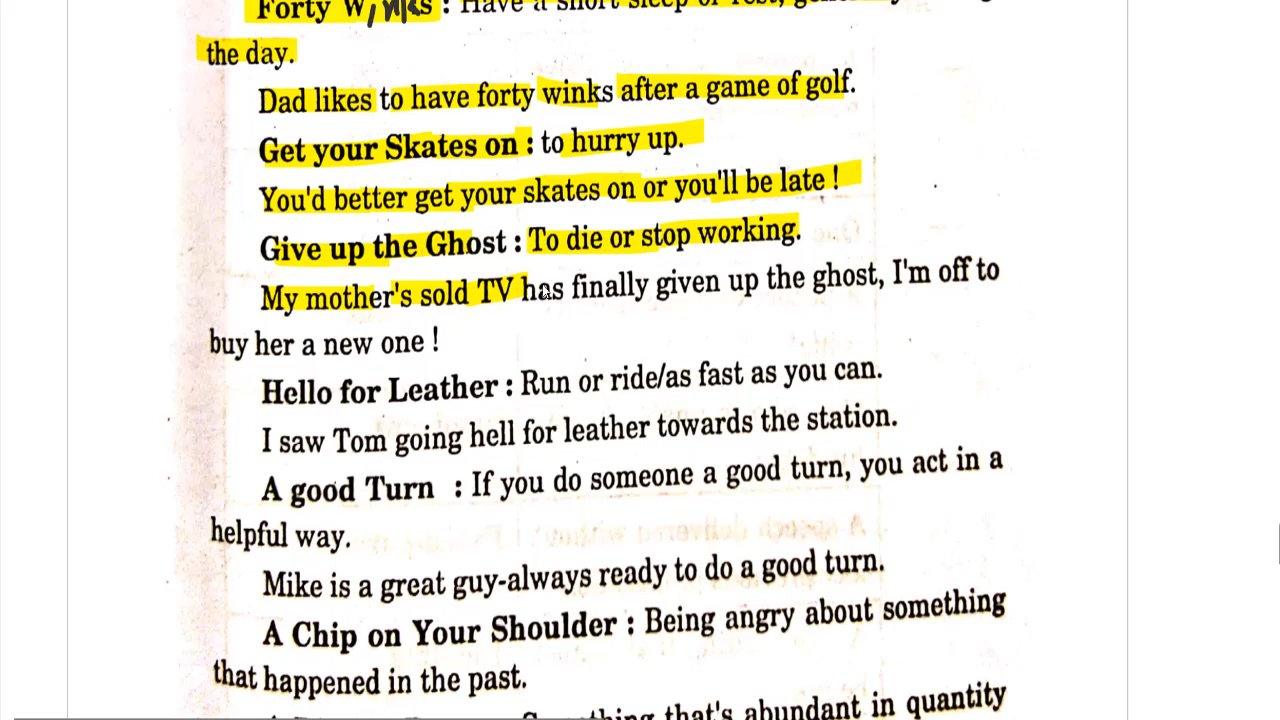 Forty Winks : Have a short sleep or rest,
the day.
Dad likes to have forty winks after a game of golf.
Get your Skates on : to hurry up.
You'd better get your skates on or you'll be late !
Give up the Ghost : To die or stop working.
My mother's sold TV has finally given up the ghost, I'm off to
buy her a new one !
Hello for Leather : Run or ride/as fast as you can.
I saw Tom going hell for leather towards the station.
A good Turn : If you do someone a good turn, you act in a
helpful way.
Mike is a great guy-always ready to do a good turn.
A Chip on Your Shoulder : Being angry about something
that happened in the past.
that's abundant in quantity